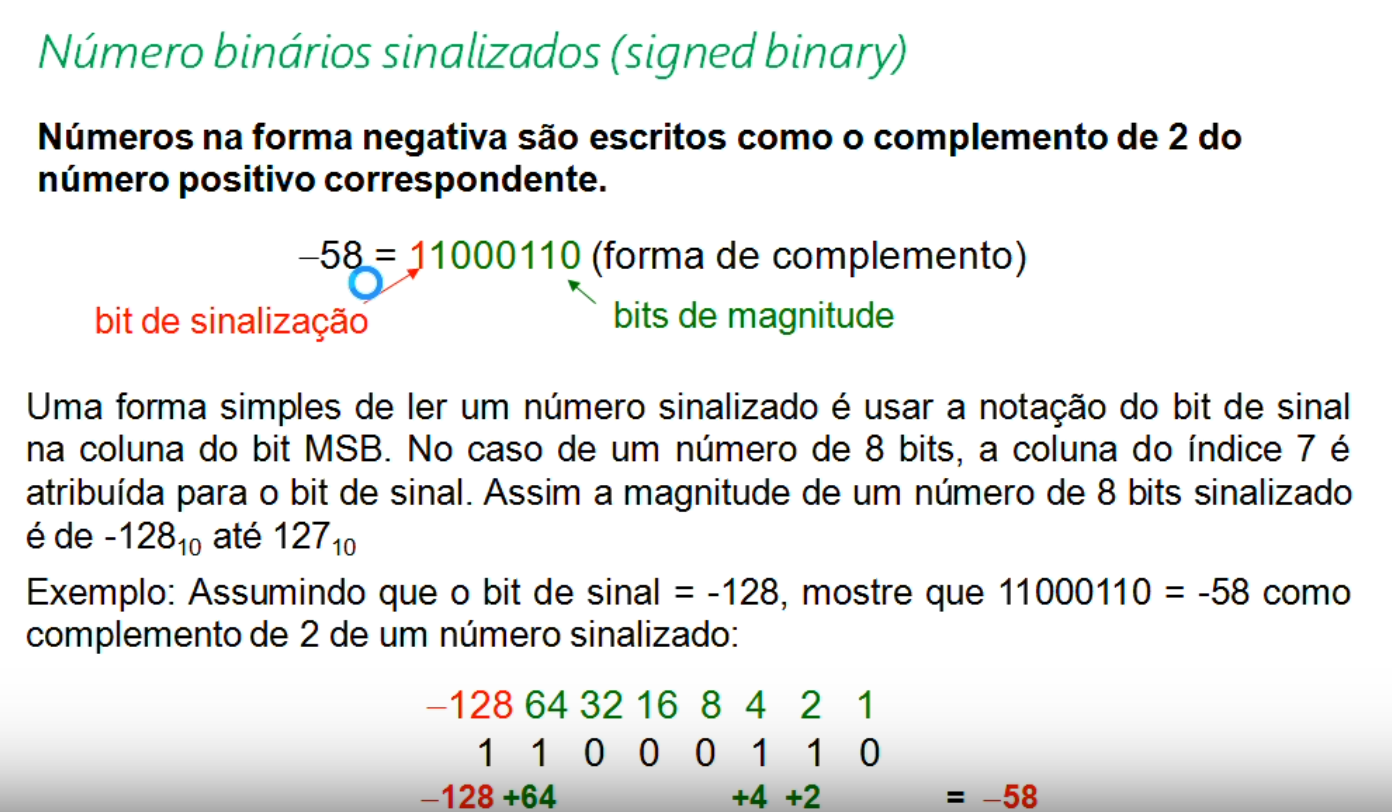 Número binários sinalizados (signed binary)
Números na forma negativa são escritos como o complemento de 2 do
número positivo correspondente.
–58 = 11000110 (forma de complemento)
bit de sinalização
bits de magnitude
Uma forma simples de ler um número sinalizado é usar a notação do bit de sinal
na coluna do bit MSB. No caso de um número de 8 bits, a coluna do índice 7 é
atribuída para o bit de sinal. Assim a magnitude de um número de 8 bits sinalizado
é de -128₁₀ até 127₁₀
Exemplo: Assumindo que o bit de sinal = -128, mostre que 11000110 = -58 como
complemento de 2 de um número sinalizado:
–128 64 32 16 8 4 2 1
1 1 0 0 0 1 1 0
–128 +64 +4 +2 = –58